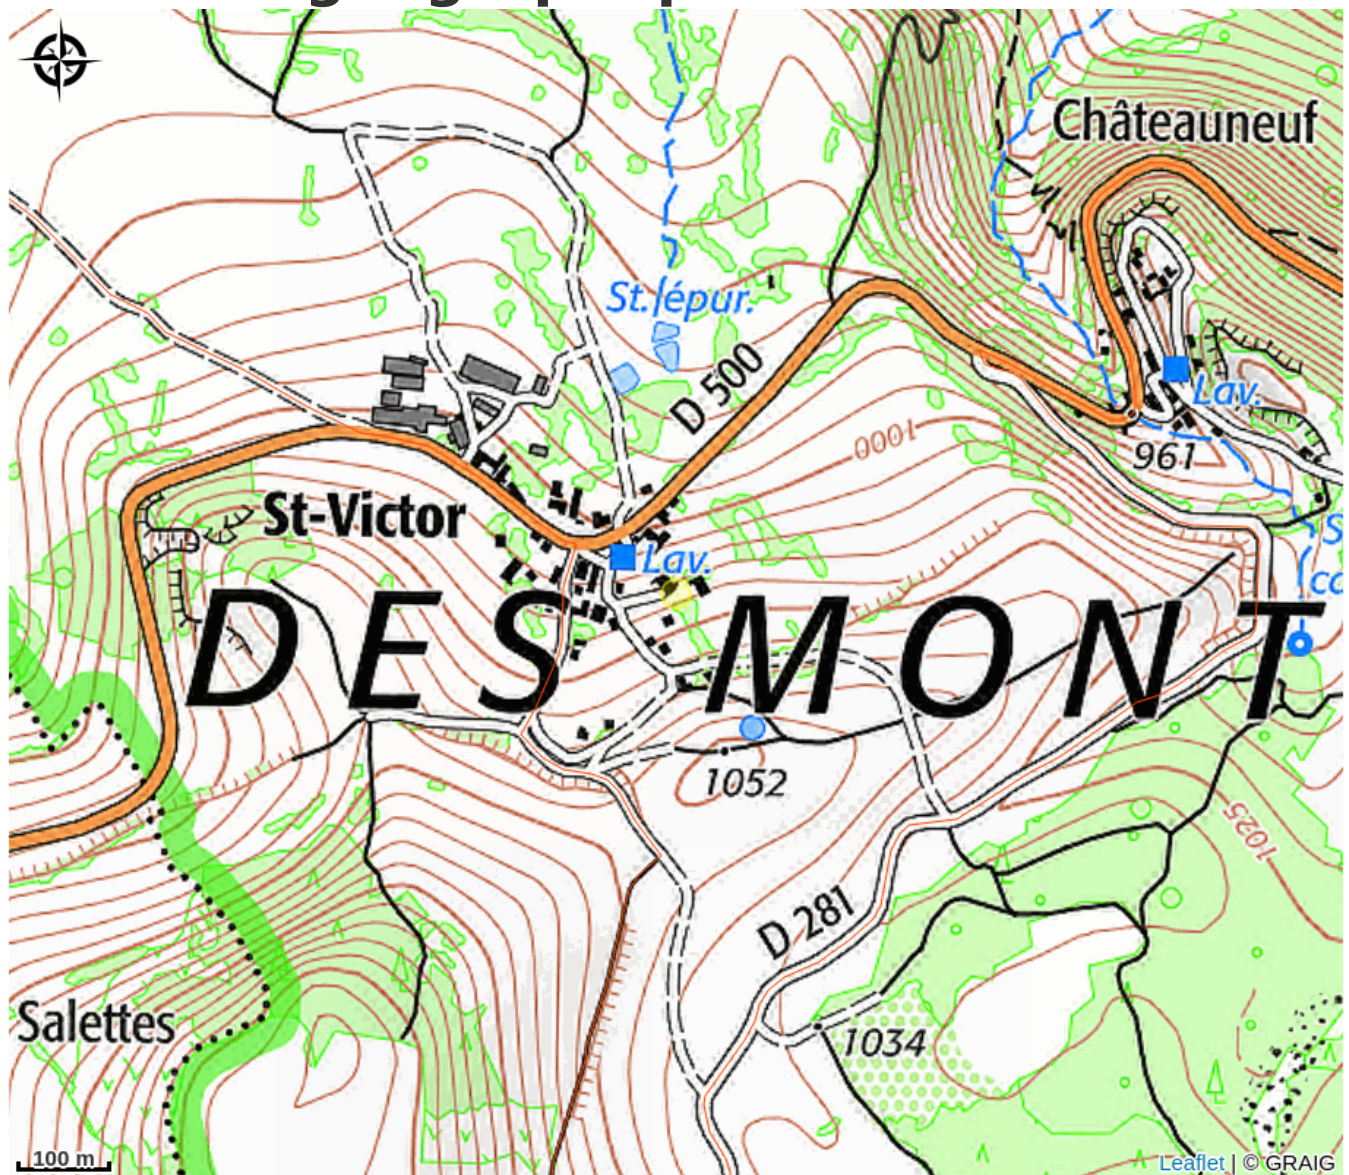 Châteauneuf
St. épur.
D 500
Lav.
1000
961
St-Victor
Lav.
DES MONT
1052
1025
D 281
Salettes
1034
100 m
Leaflet | © GRAIG